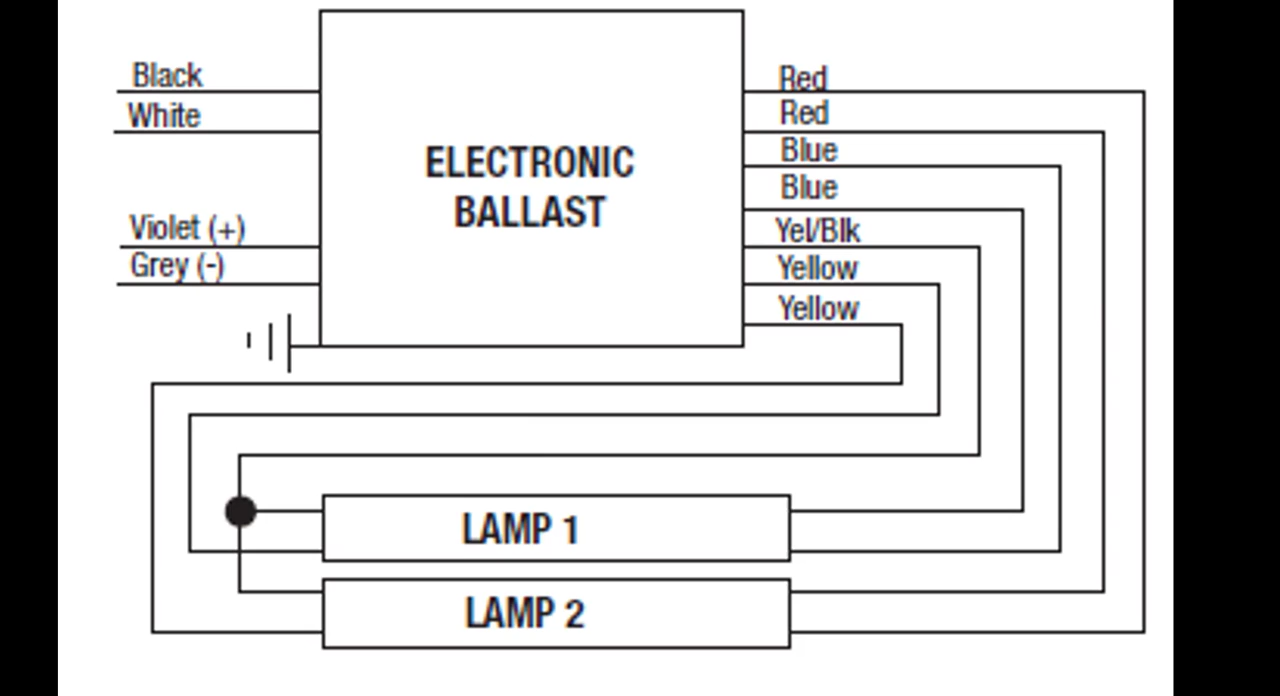 Black
White
Violet (+)
Grey (-)
ELECTRONIC
BALLAST
Red
Red
Blue
Blue
Yel/Blk
Yellow
Yellow
LAMP 1
LAMP 2